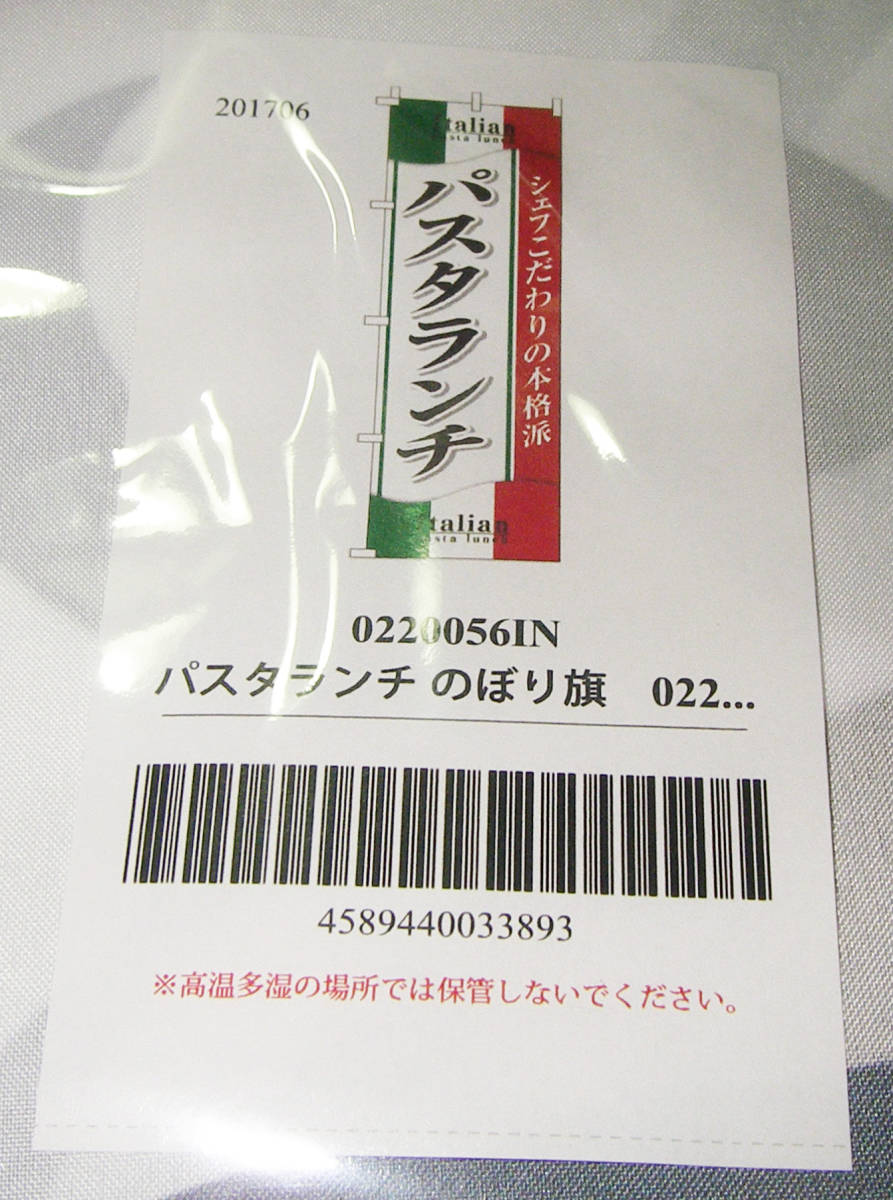 201706
italian
パスタランチ
シェフこだわりの本格派
italian
0220056IN
パスタランチ のぼり旗 022...
4589440033893
※高温多湿の場所では保管しないでください。